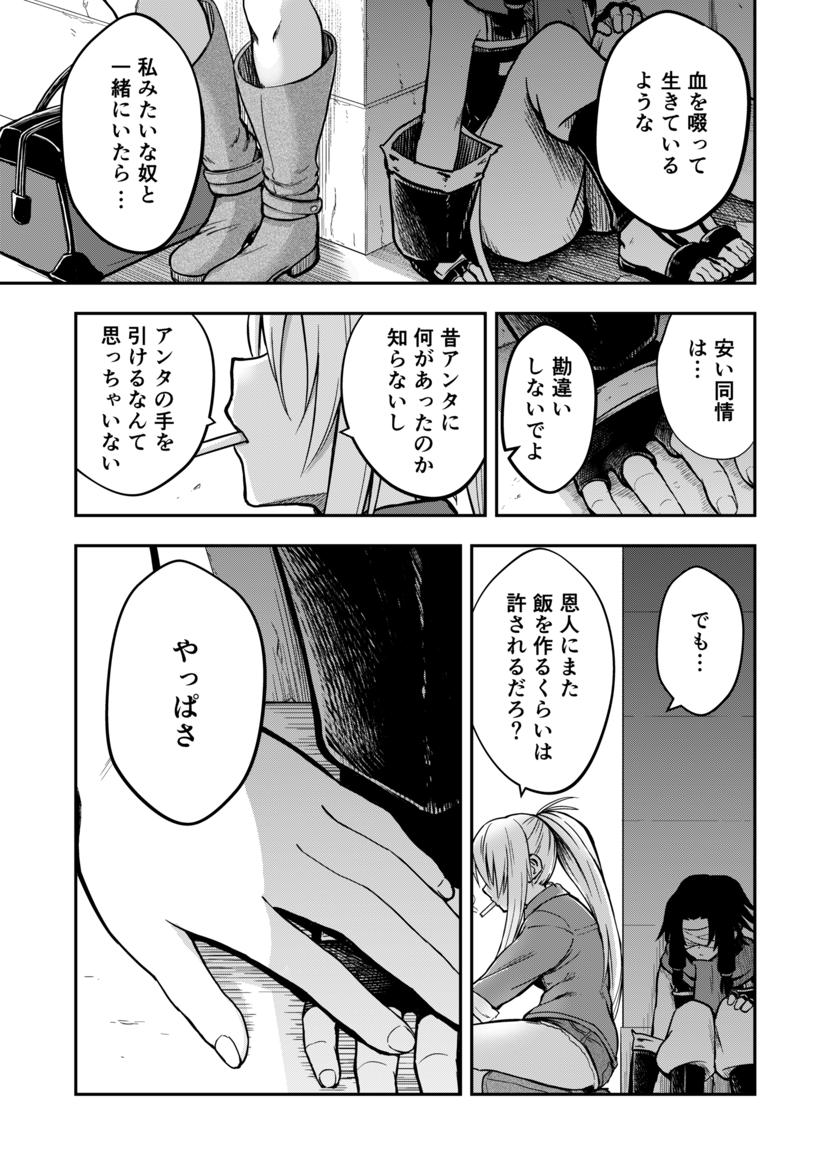 血を啜って
生きている
ような
私みたいな奴と
一緒にいたら…
安い同情
は…
勘違い
しないでよ
昔アンタに
何があったのか
知らないし
アンタの手を
引けるなんて
思っちゃいない
でも…
恩人にまた
飯を作るくらいは
許されるだろ？
やっぱさ